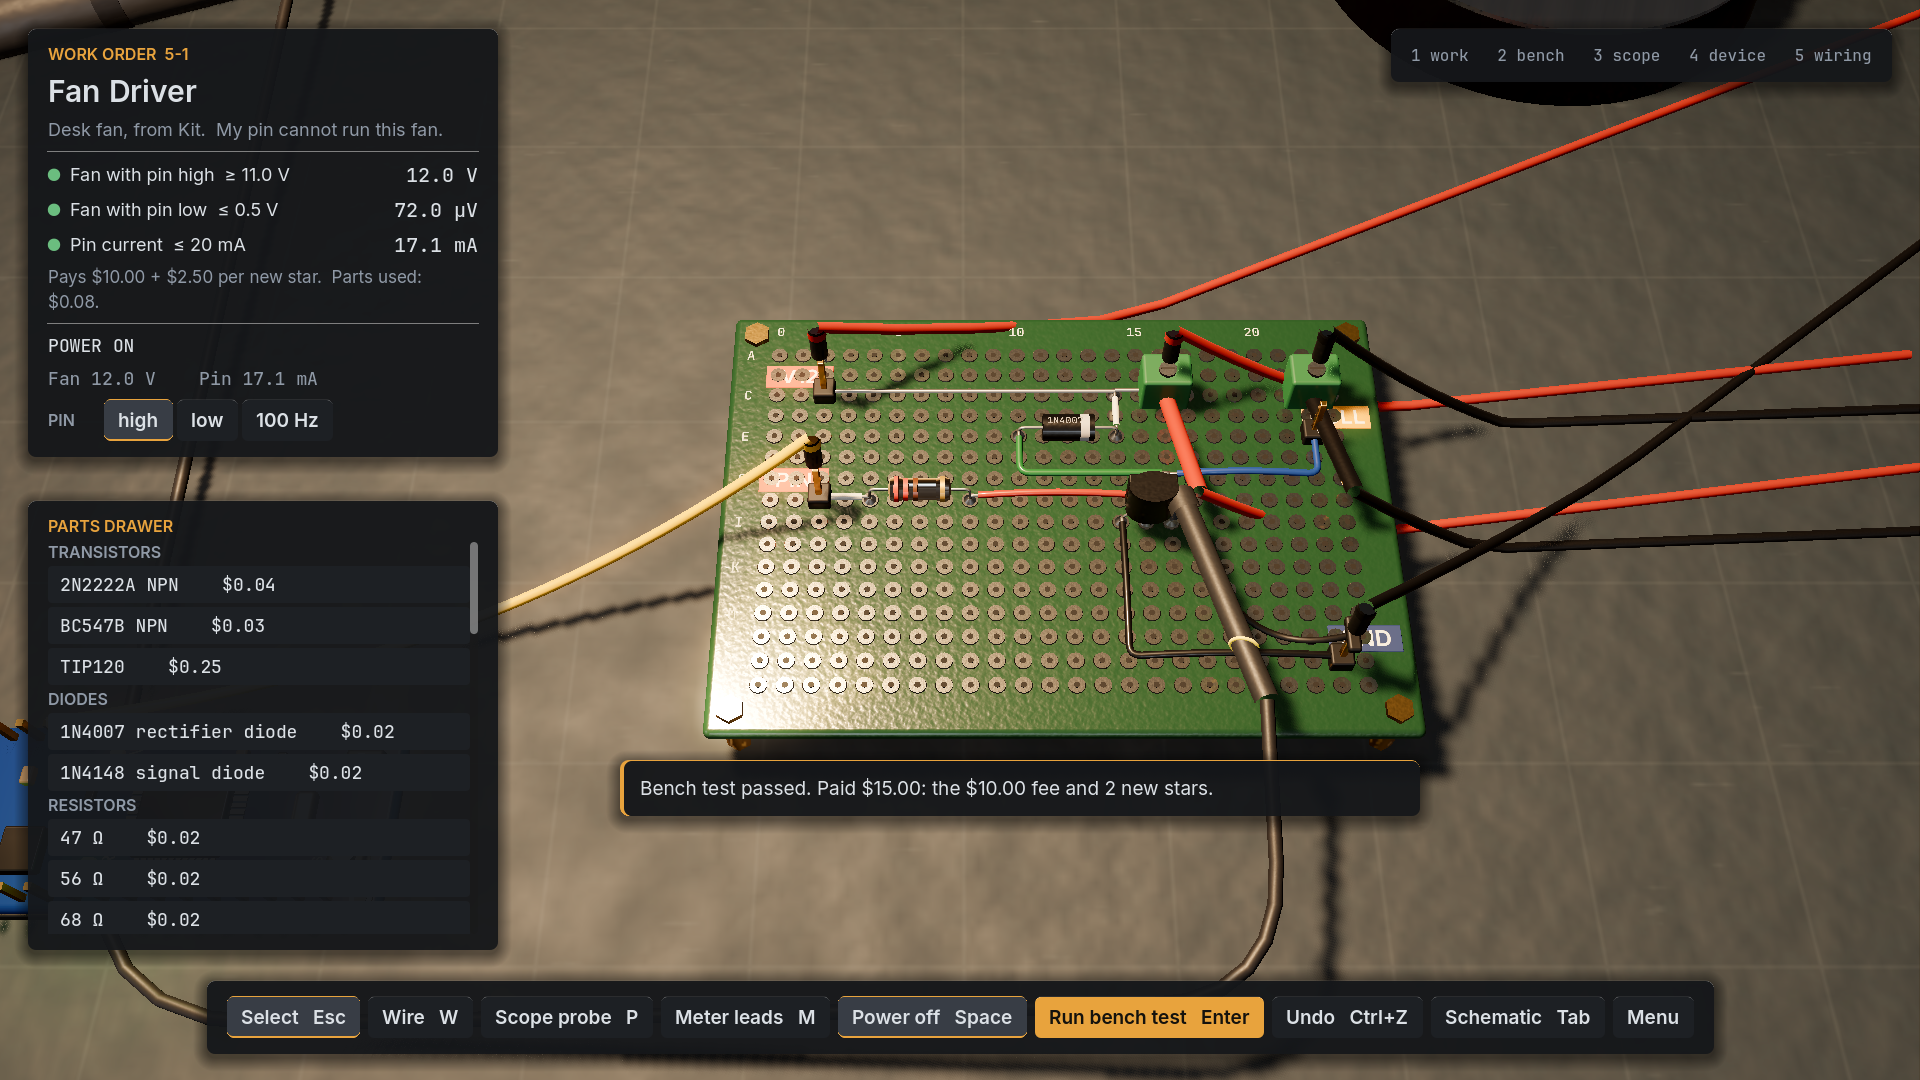 WORK ORDER 5-1
Fan Driver
Desk fan, from Kit. My pin cannot run this fan.
Fan with pin high ≥ 11.0 V 12.0 V
Fan with pin low ≤ 0.5 V 72.0 µV
Pin current ≤ 20 mA 17.1 mA
Pays $10.00 + $2.50 per new star. Parts used:
$0.08.
POWER ON
Fan 12.0 V Pin 17.1 mA
PIN high low 100 Hz
PARTS DRAWER
TRANSISTORS
2N2222A NPN $0.04
BC547B NPN $0.03
TIP120 $0.25
DIODES
1N4007 rectifier diode $0.02
1N4148 signal diode $0.02
RESISTORS
47 Ω $0.02
56 Ω $0.02
68 Ω $0.02
1 work 2 bench 3 scope 4 device 5 wiring
0 10 15 20
A
C
E
I
K
1N4007
Bench test passed. Paid $15.00: the $10.00 fee and 2 new stars.
Select Esc Wire W Scope probe P Meter leads M Power off Space Run bench test Enter Undo Ctrl+Z Schematic Tab Menu